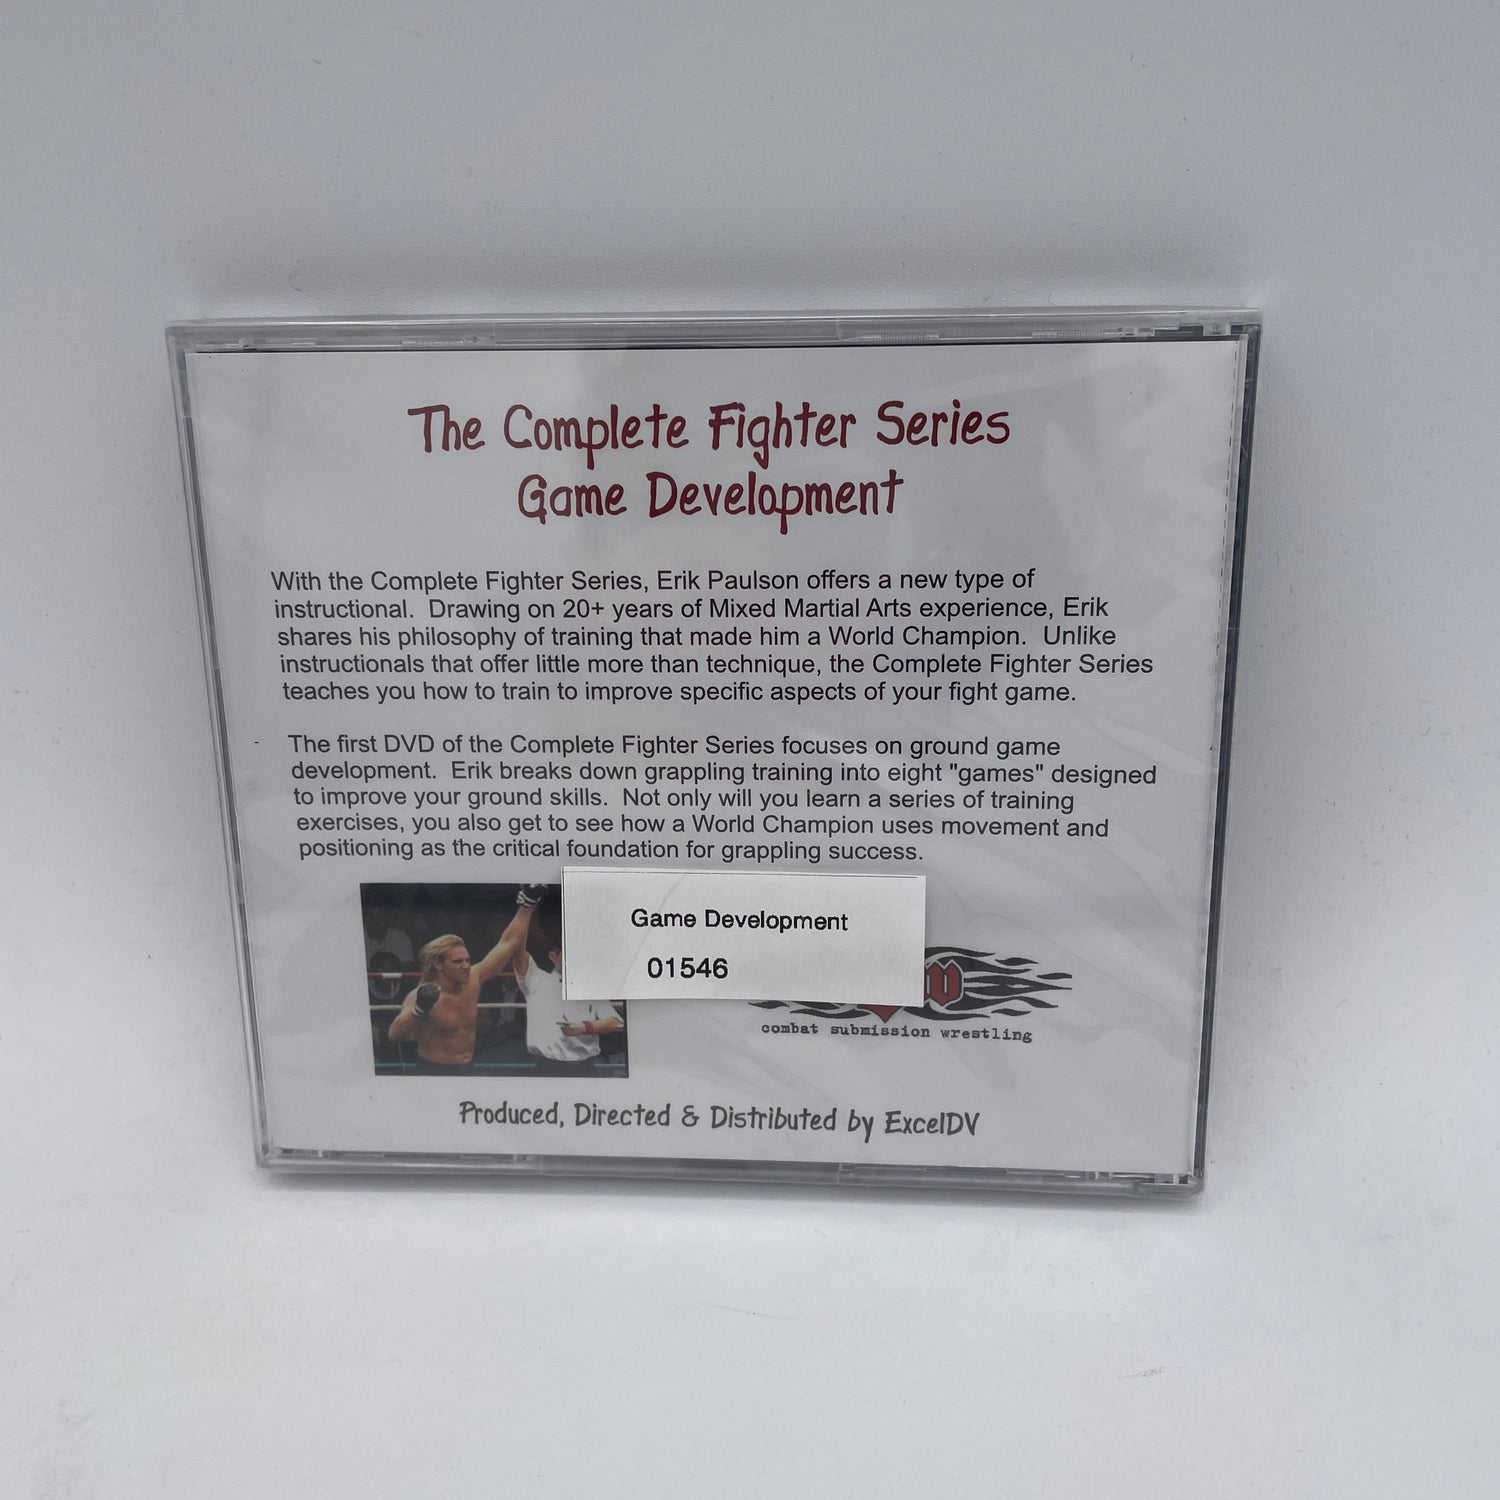 The Complete Fighter Series
Game Development
With the Complete Fighter Series, Erik Paulson offers a new type of
instructional.  Drawing on 20+ years of Mixed Martial Arts experience, Erik
shares his philosophy of training that made him a World Champion.  Unlike
instructionals that offer little more than technique, the Complete Fighter Series
teaches you how to train to improve specific aspects of your fight game.
The first DVD of the Complete Fighter Series focuses on ground game
development.  Erik breaks down grappling training into eight "games" designed
to improve your ground skills.  Not only will you learn a series of training
exercises, you also get to see how a World Champion uses movement and
positioning as the critical foundation for grappling success.
Game Development
01546
combat submission wrestling
Produced, Directed & Distributed by ExcelDV